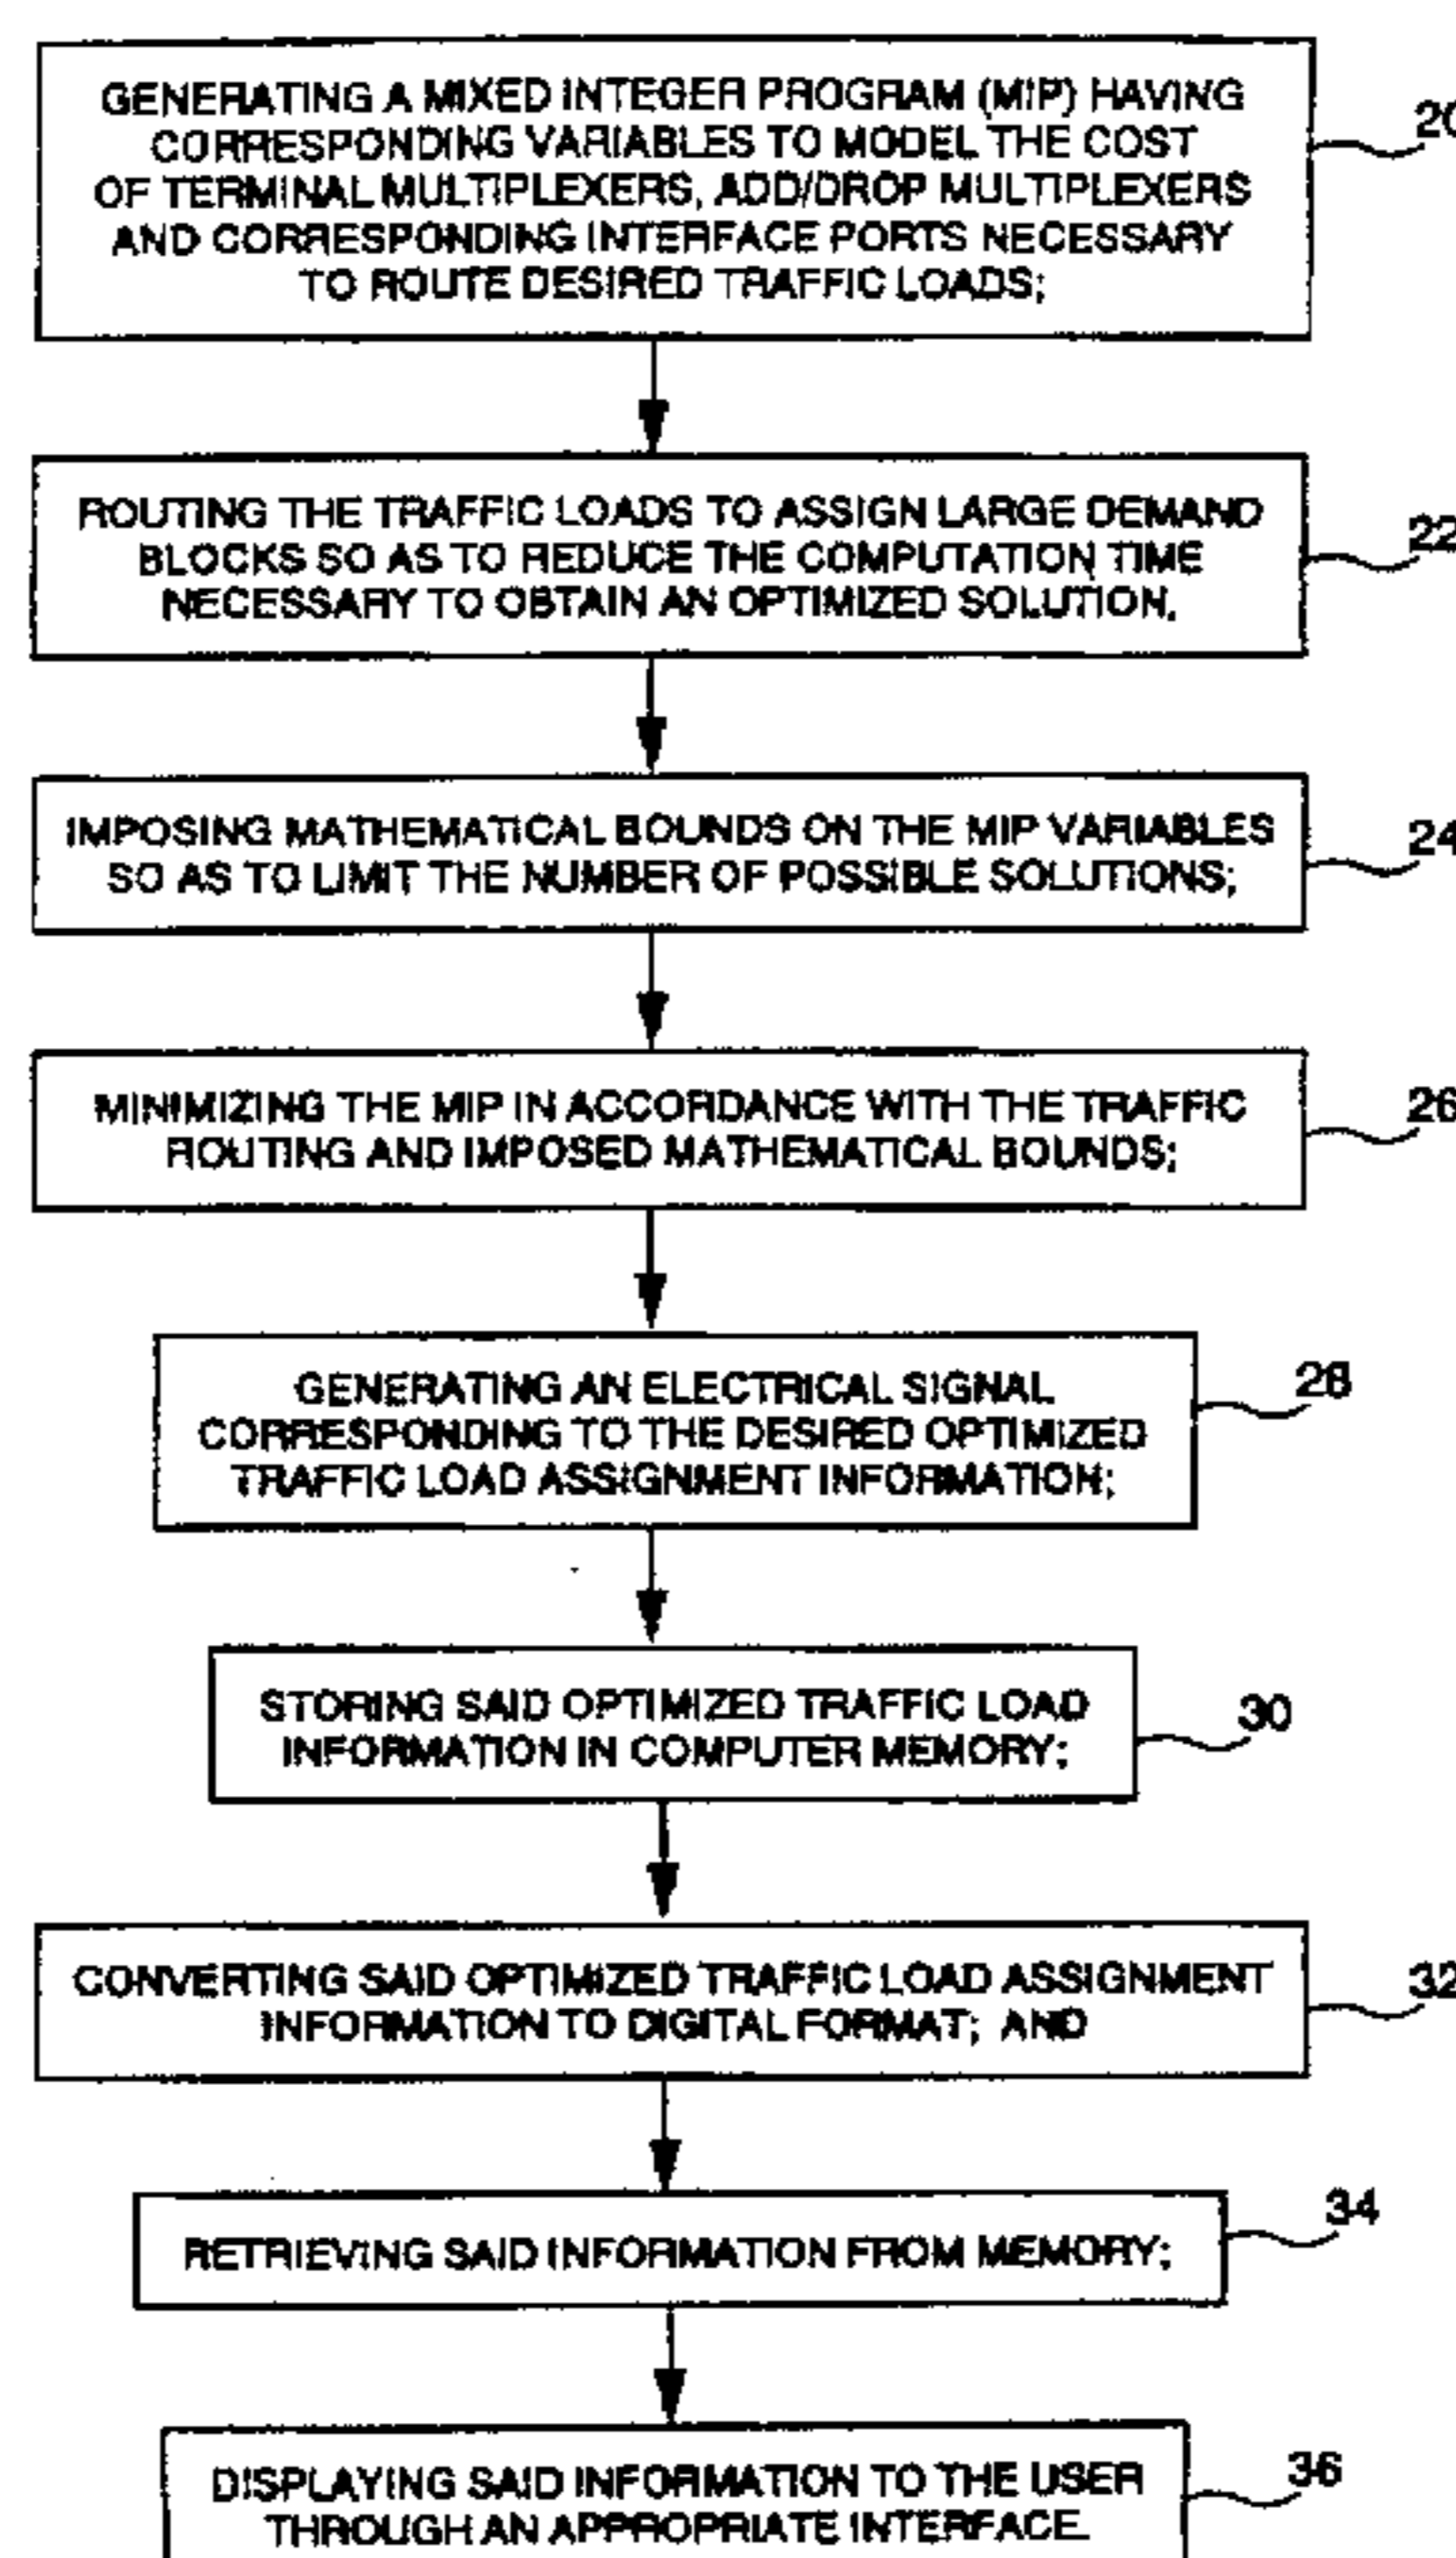 GENERATING A MIXED INTEGER PROGRAM (MIP) HAVING
CORRESPONDING VARIABLES TO MODEL THE COST
OF TERMINAL MULTIPLEXERS, ADD/DROP MULTIPLEXERS
AND CORRESPONDING INTERFACE PORTS NECESSARY
TO ROUTE DESIRED TRAFFIC LOADS;
20
ROUTING THE TRAFFIC LOADS TO ASSIGN LARGE DEMAND
BLOCKS SO AS TO REDUCE THE COMPUTATION TIME
NECESSARY TO OBTAIN AN OPTIMIZED SOLUTION.
22
IMPOSING MATHEMATICAL BOUNDS ON THE MIP VARIABLES
SO AS TO LIMIT THE NUMBER OF POSSIBLE SOLUTIONS;
24
MINIMIZING THE MIP IN ACCORDANCE WITH THE TRAFFIC
ROUTING AND IMPOSED MATHEMATICAL BOUNDS;
26
GENERATING AN ELECTRICAL SIGNAL
CORRESPONDING TO THE DESIRED OPTIMIZED
TRAFFIC LOAD ASSIGNMENT INFORMATION;
28
STORING SAID OPTIMIZED TRAFFIC LOAD
INFORMATION IN COMPUTER MEMORY;
30
CONVERTING SAID OPTIMIZED TRAFFIC LOAD ASSIGNMENT
INFORMATION TO DIGITAL FORMAT; AND
32
RETRIEVING SAID INFORMATION FROM MEMORY;
34
DISPLAYING SAID INFORMATION TO THE USER
THROUGH AN APPROPRIATE INTERFACE.
36